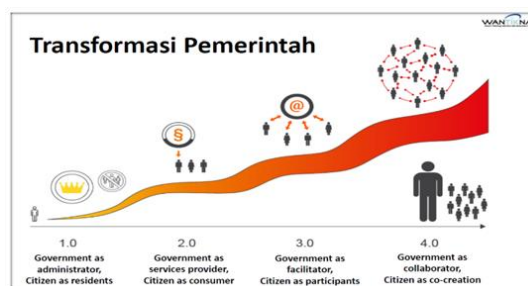 WANTIKNAS
Transformasi Pemerintah
§
@
1.0
Government as
administrator,
Citizen as residents
2.0
Government as
services provider,
Citizen as consumer
3.0
Government as
facilitator,
Citizen as participants
4.0
Government as
collaborator,
Citizen as co-creation